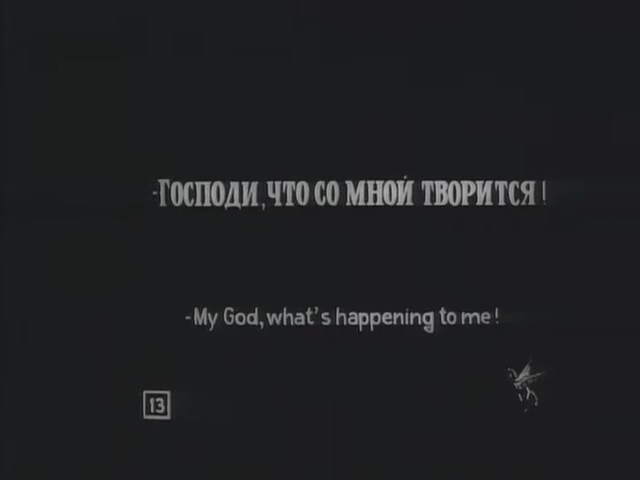 -Господи, что со мной творится!
-My God, what's happening to me!
13